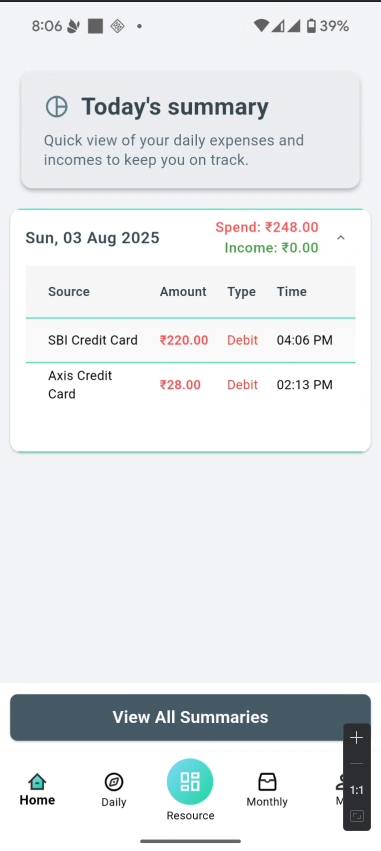 8:06 39%
Today's summary
Quick view of your daily expenses and
incomes to keep you on track.
Sun, 03 Aug 2025
Spend: ₹248.00
Income: ₹0.00
Source Amount Type Time
SBI Credit Card ₹220.00 Debit 04:06 PM
Axis Credit
Card ₹28.00 Debit 02:13 PM
View All Summaries
1:1
Home Daily Resource Monthly